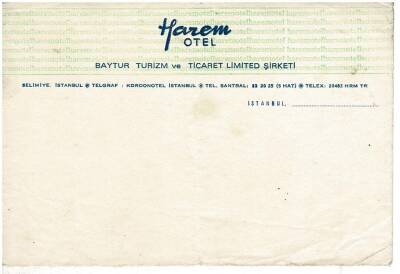 Harem
OTEL
BAYTUR TURİZM ve TİCARET LİMİTED ŞİRKETİ
SELİMİYE. İSTANBUL ● TELGRAF : KORDONOTEL İSTANBUL ● TEL. SANTRAL: 33 20 25 (5 HAT) ● TELEX: 22482 HRM TR
İSTANBUL,